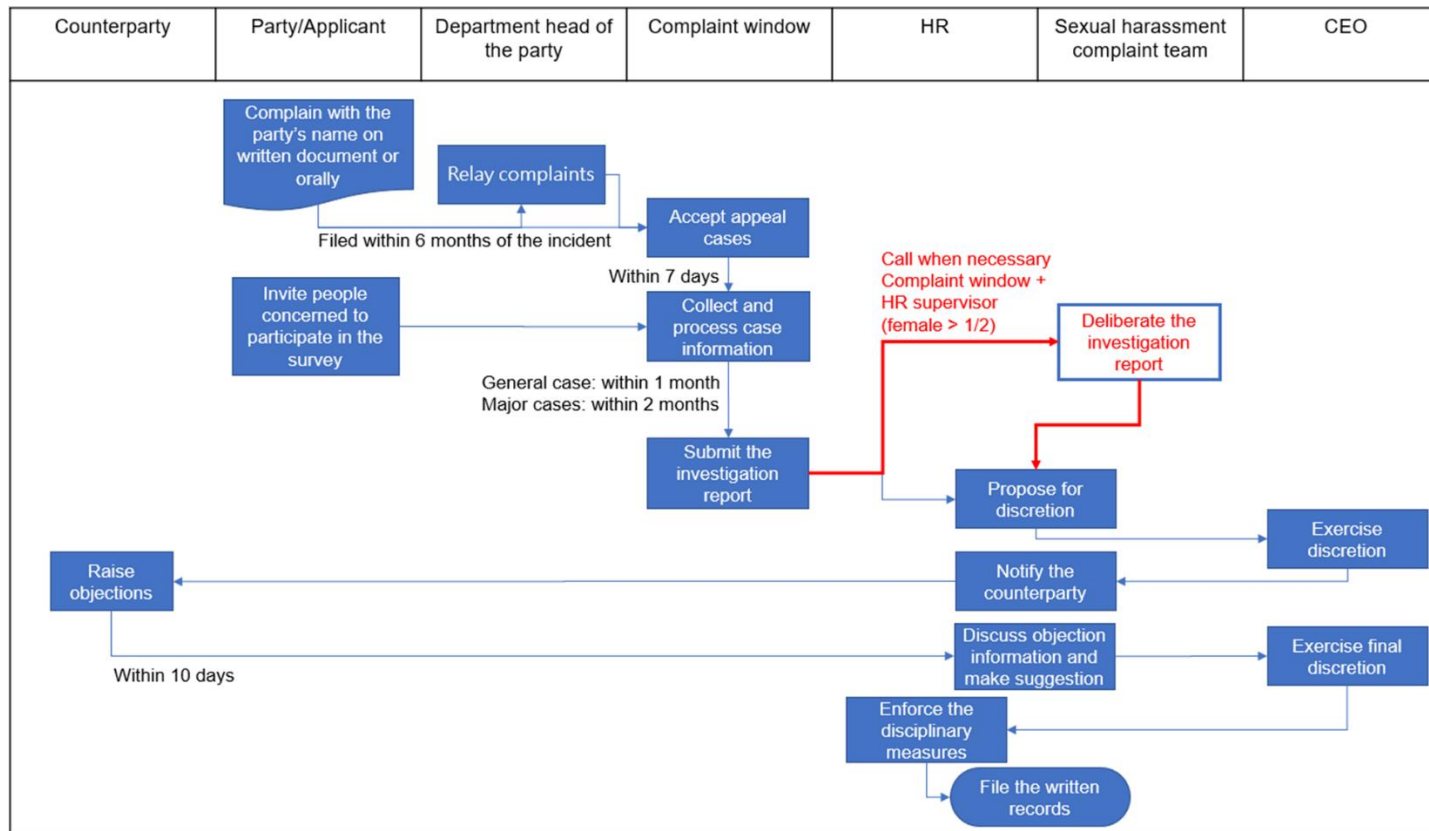 Counterparty
Party/Applicant
Department head of
the party
Complaint window
HR
Sexual harassment
complaint team
CEO
Complain with the
party’s name on
written document or
orally
Relay complaints
Accept appeal
cases
Filed within 6 months of the incident
Within 7 days
Call when necessary
Complaint window +
HR supervisor
(female > 1/2)
Invite people
concerned to
participate in the
survey
Collect and
process case
information
Deliberate the
investigation
report
General case: within 1 month
Major cases: within 2 months
Submit the
investigation
report
Propose for
discretion
Exercise
discretion
Raise
objections
Notify the
counterparty
Within 10 days
Discuss objection
information and
make suggestion
Exercise final
discretion
Enforce the
disciplinary
measures
File the written
records